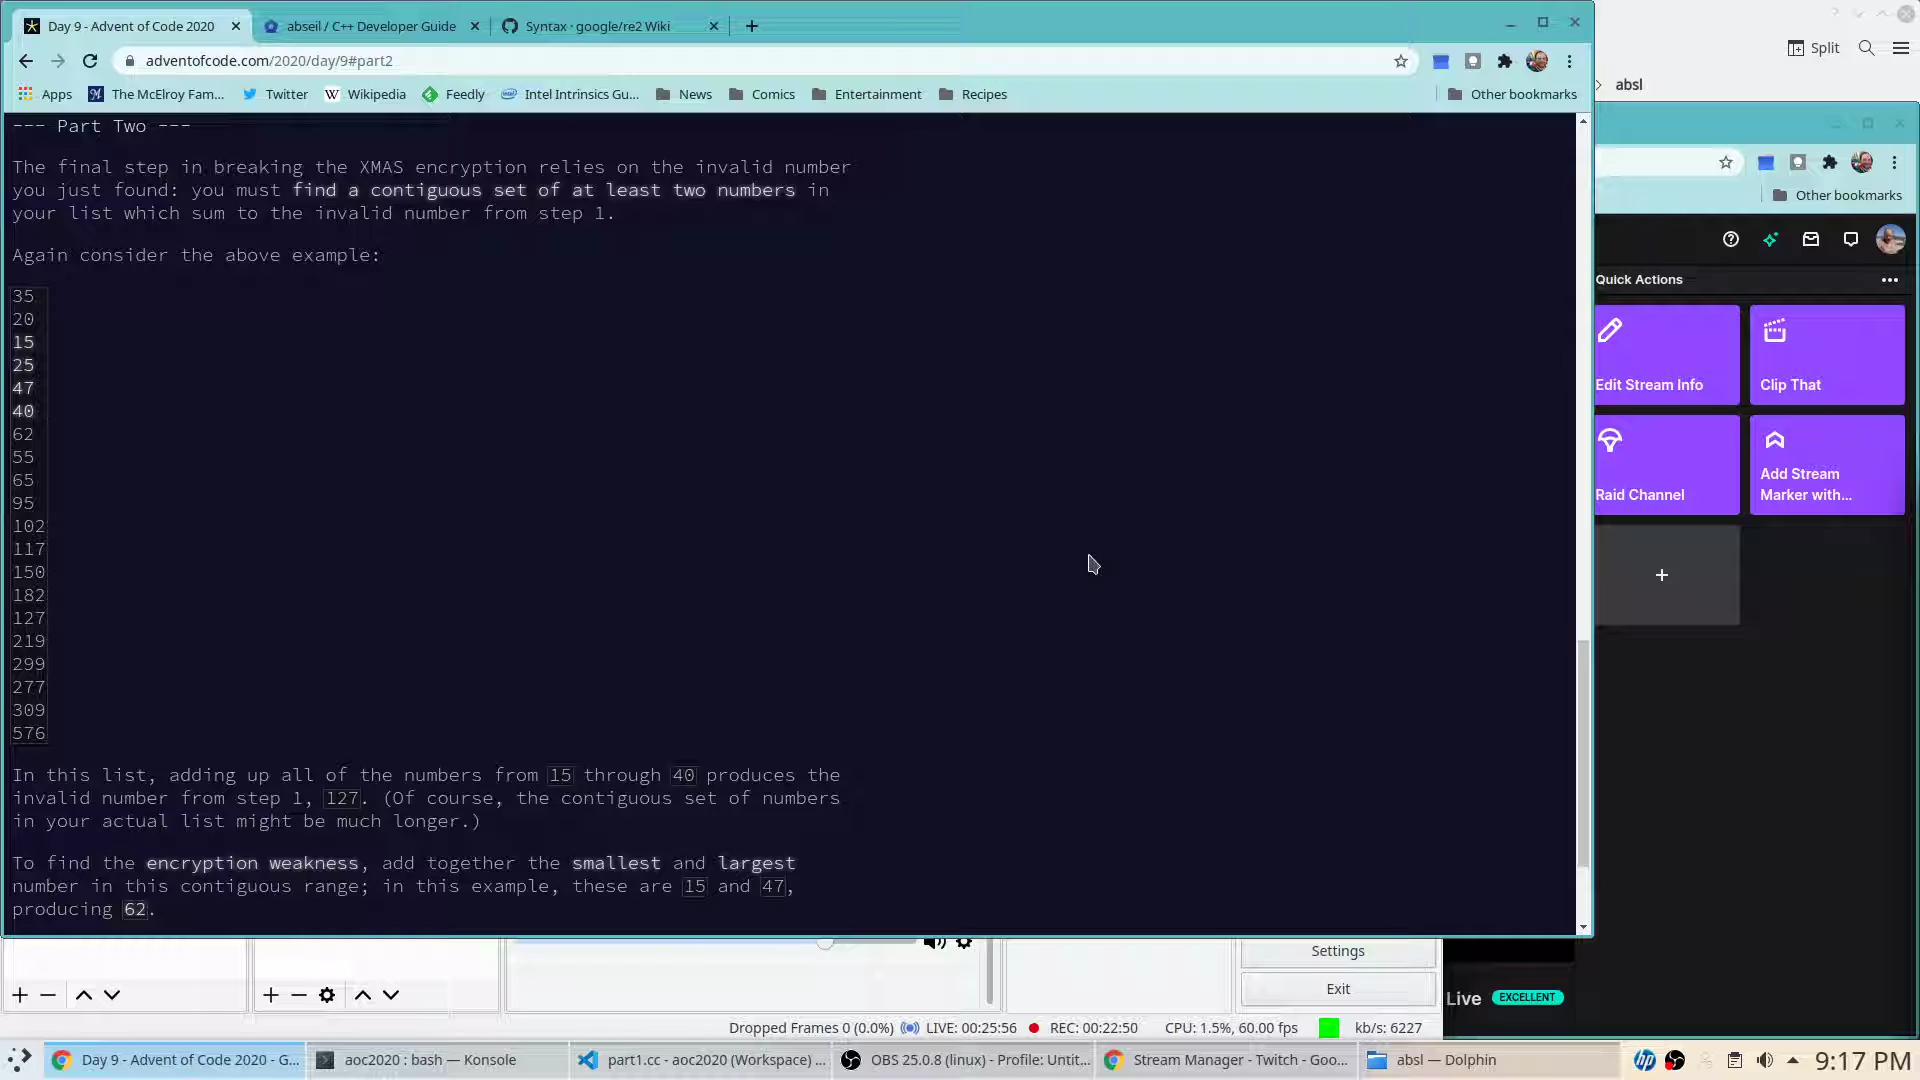 Day 9 - Advent of Code 2020
abseil / C++ Developer Guide
Syntax · google/re2 Wiki
adventofcode.com/2020/day/9#part2
Apps
The McElroy Fam...
Twitter
Wikipedia
Feedly
Intel Intrinsics Gu...
News
Comics
Entertainment
Recipes
Other bookmarks
Split
absl
Other bookmarks
--- Part Two ---
The final step in breaking the XMAS encryption relies on the invalid number
you just found: you must find a contiguous set of at least two numbers in
your list which sum to the invalid number from step 1.
Again consider the above example:
35
20
15
25
47
40
62
55
65
95
102
117
150
182
127
219
299
277
309
576
In this list, adding up all of the numbers from 15 through 40 produces the
invalid number from step 1, 127. (Of course, the contiguous set of numbers
in your actual list might be much longer.)
To find the encryption weakness, add together the smallest and largest
number in this contiguous range; in this example, these are 15 and 47,
producing 62.
Quick Actions
Edit Stream Info
Clip That
Raid Channel
Add Stream
Marker with...
Settings
Exit
Live EXCELLENT
Dropped Frames 0 (0.0%) LIVE: 00:25:56 REC: 00:22:50 CPU: 1.5%, 60.00 fps kb/s: 6227
Day 9 - Advent of Code 2020 - G...
aoc2020 : bash — Konsole
part1.cc - aoc2020 (Workspace) ...
OBS 25.0.8 (linux) - Profile: Untit...
Stream Manager - Twitch - Goo...
absl — Dolphin
9:17 PM